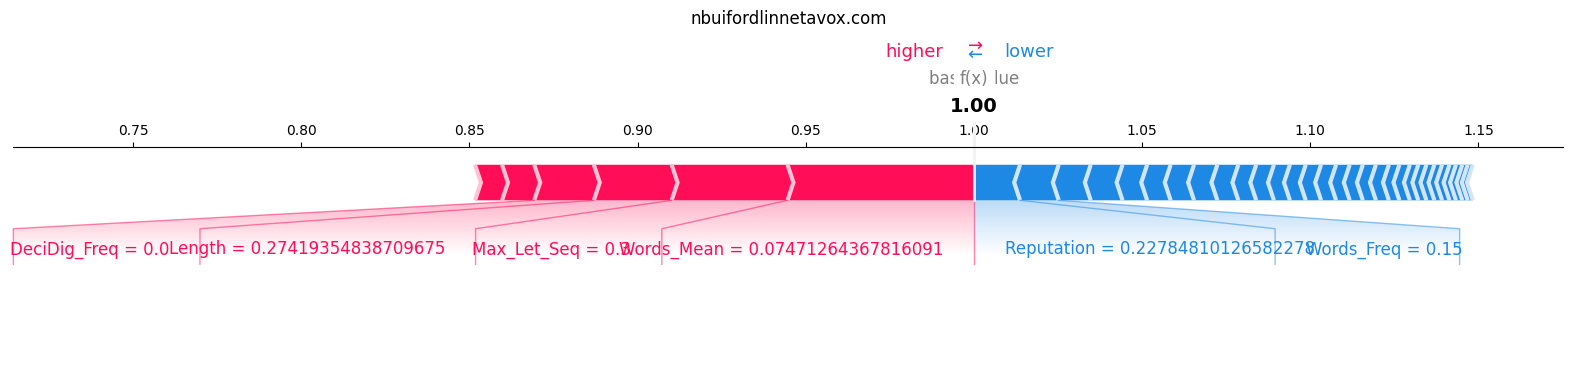 nbuifordlinnetavox.com
higher ⇄ lower
bas f(x) lue
1.00
0.75 0.80 0.85 0.90 0.95 1.00 1.05 1.10 1.15
DeciDig_Freq = 0.0 Length = 0.27419354838709675 Max_Let_Seq = 0.3 Words_Mean = 0.07471264367816091 Reputation = 0.22784810126582278 Words_Freq = 0.15